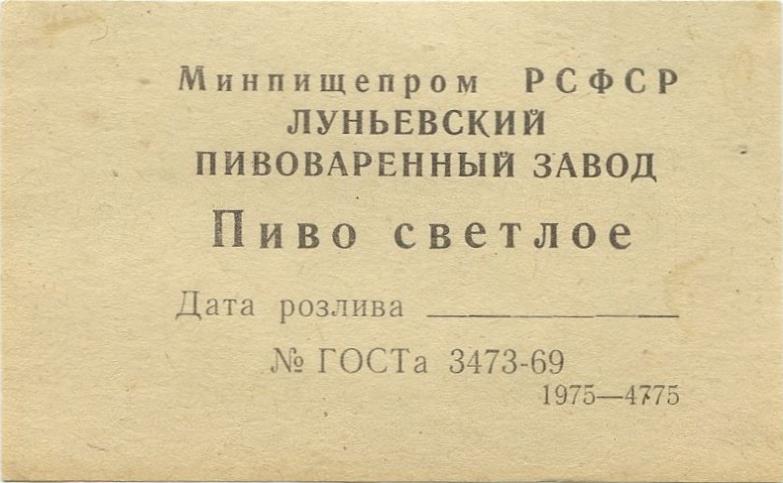 Минпищепром РСФСР
ЛУНЬЕВСКИЙ
ПИВОВАРЕННЫЙ ЗАВОД
Пиво светлое
Дата розлива
№ ГОСТа 3473-69
1975—4775